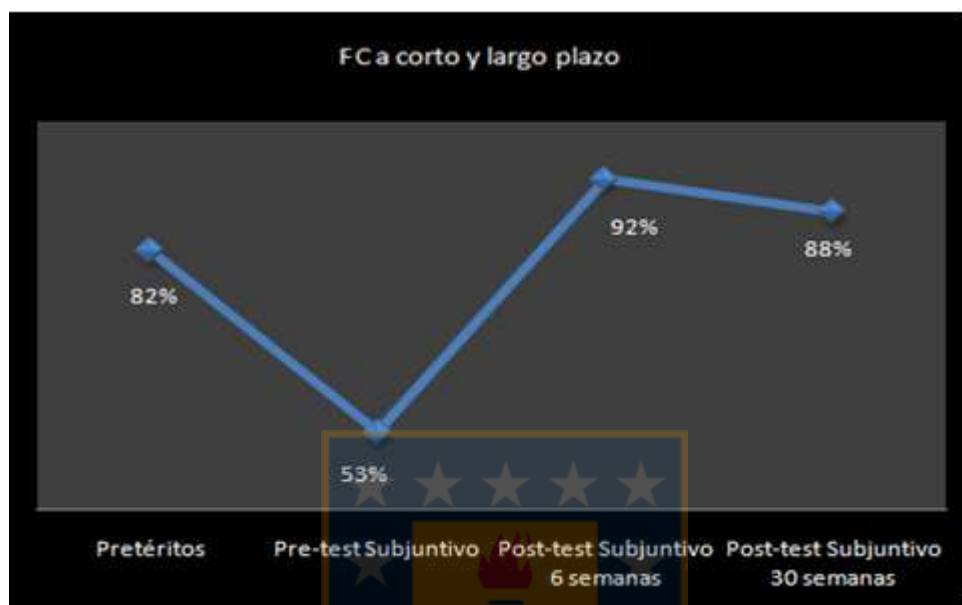 FC a corto y largo plazo
92%
88%
82%
53%
Pretéritos
Pre-test Subjuntivo
Post-test Subjuntivo
6 semanas
Post-test Subjuntivo
30 semanas